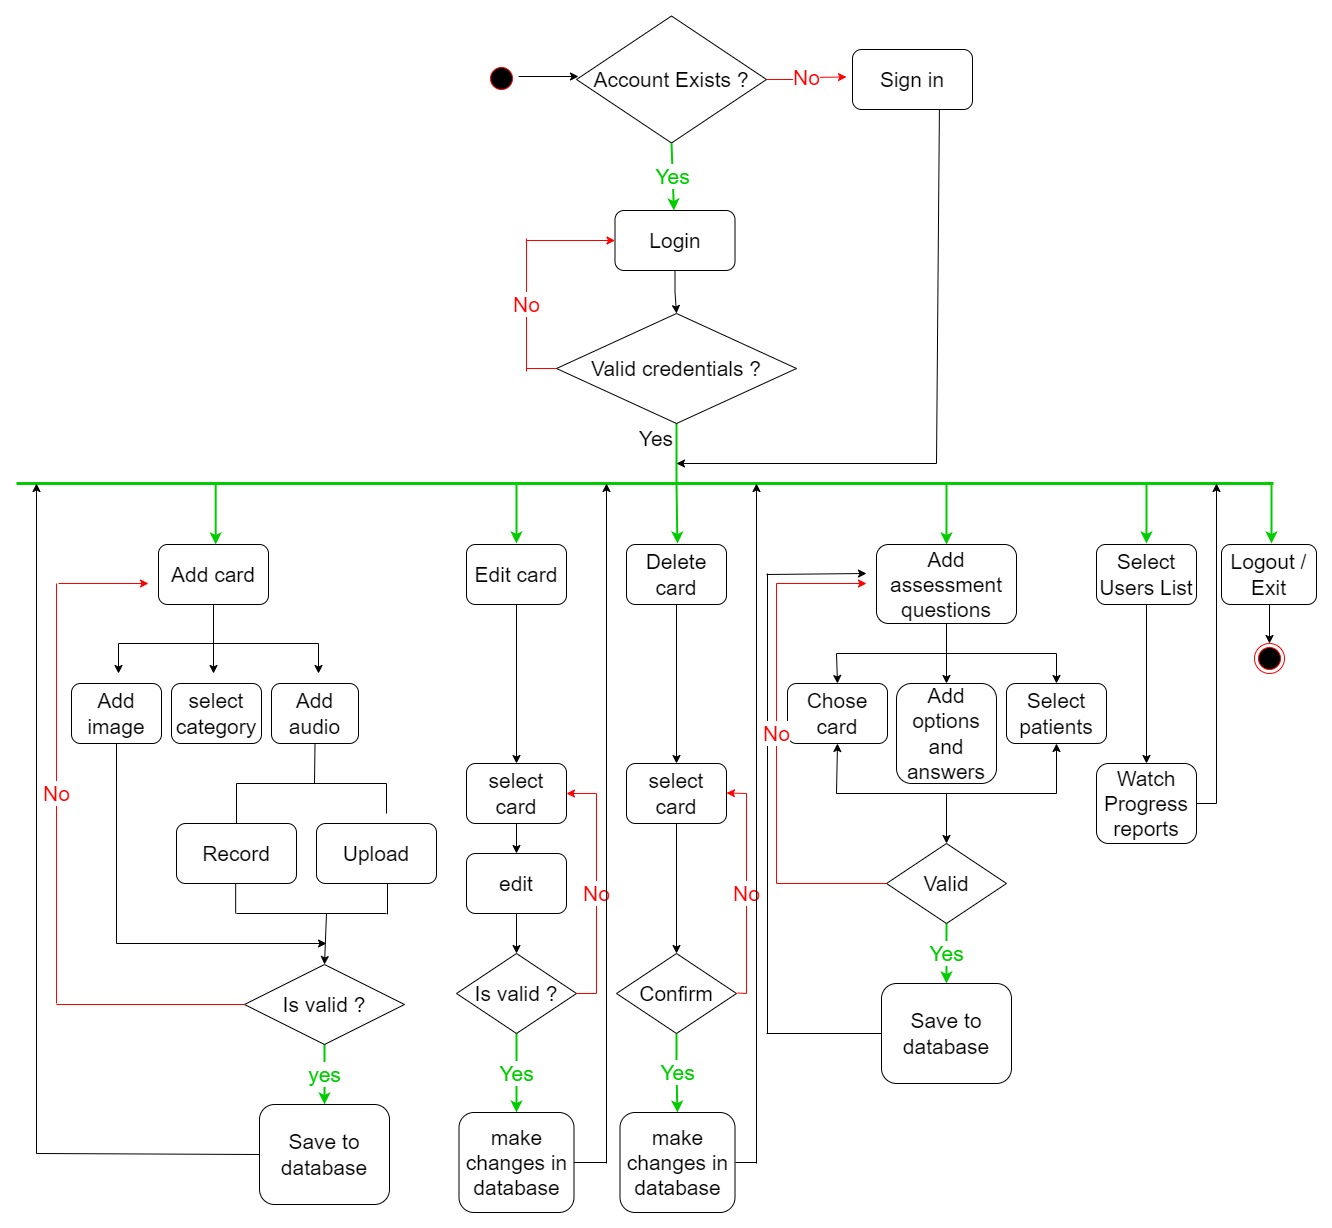 Account Exists ?
No
Sign in
Yes
Login
No
Valid credentials ?
Yes
Add card
Edit card
Delete
card
Add
assessment
questions
Select
Users List
Logout /
Exit
Add
image
select
category
Add
audio
Chose
card
Add
options
and
answers
Select
patients
No
No
select
card
select
card
Watch
Progress
reports
Record
Upload
edit
No
No
Valid
Yes
Is valid ?
Is valid ?
Confirm
Save to
database
yes
Yes
Yes
Save to
database
make
changes in
database
make
changes in
database